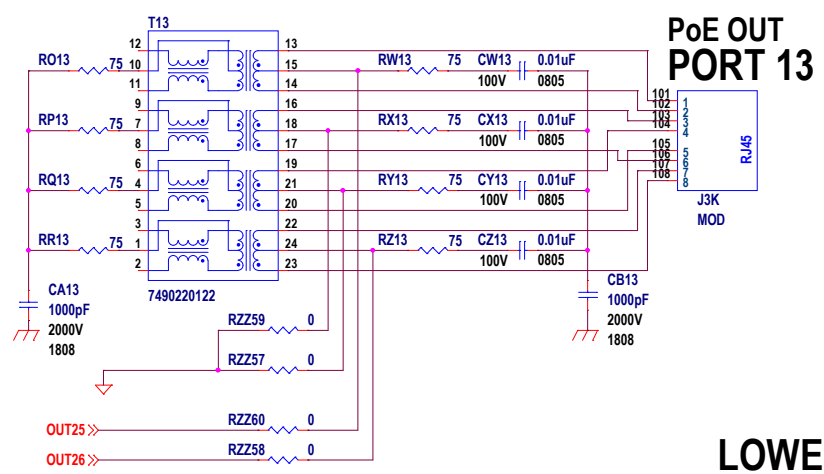 T13
PoE OUT
PORT 13
12
13
RO13
75
10
15
RW13
75
CW13
0.01uF
11
14
100V
0805
9
16
RP13
75
7
18
RX13
75
CX13
0.01uF
8
17
100V
0805
6
19
RQ13
75
4
21
RY13
75
CY13
0.01uF
5
20
100V
0805
3
22
RR13
75
1
24
RZ13
75
CZ13
0.01uF
2
23
100V
0805
101
102
103
104
105
106
107
108
1
2
3
4
5
6
7
8
RJ45
J3K
MOD
CA13
1000pF
2000V
1808
7490220122
CB13
1000pF
2000V
1808
RZZ59
0
RZZ57
0
RZZ60
0
OUT25
RZZ58
0
OUT26
LOWE